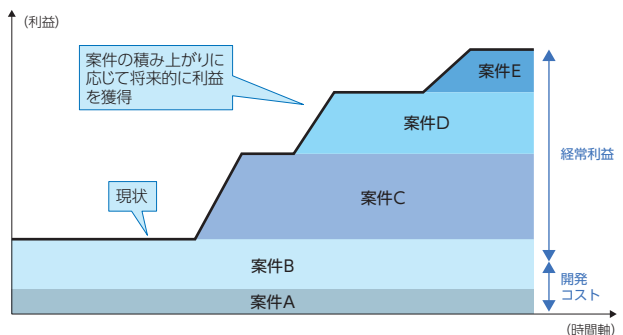 (利益)
案件の積み上がりに
応じて将来的に利益
を獲得
案件E
案件D
経常利益
現状
案件C
案件B
開発
コスト
案件A
(時間軸)